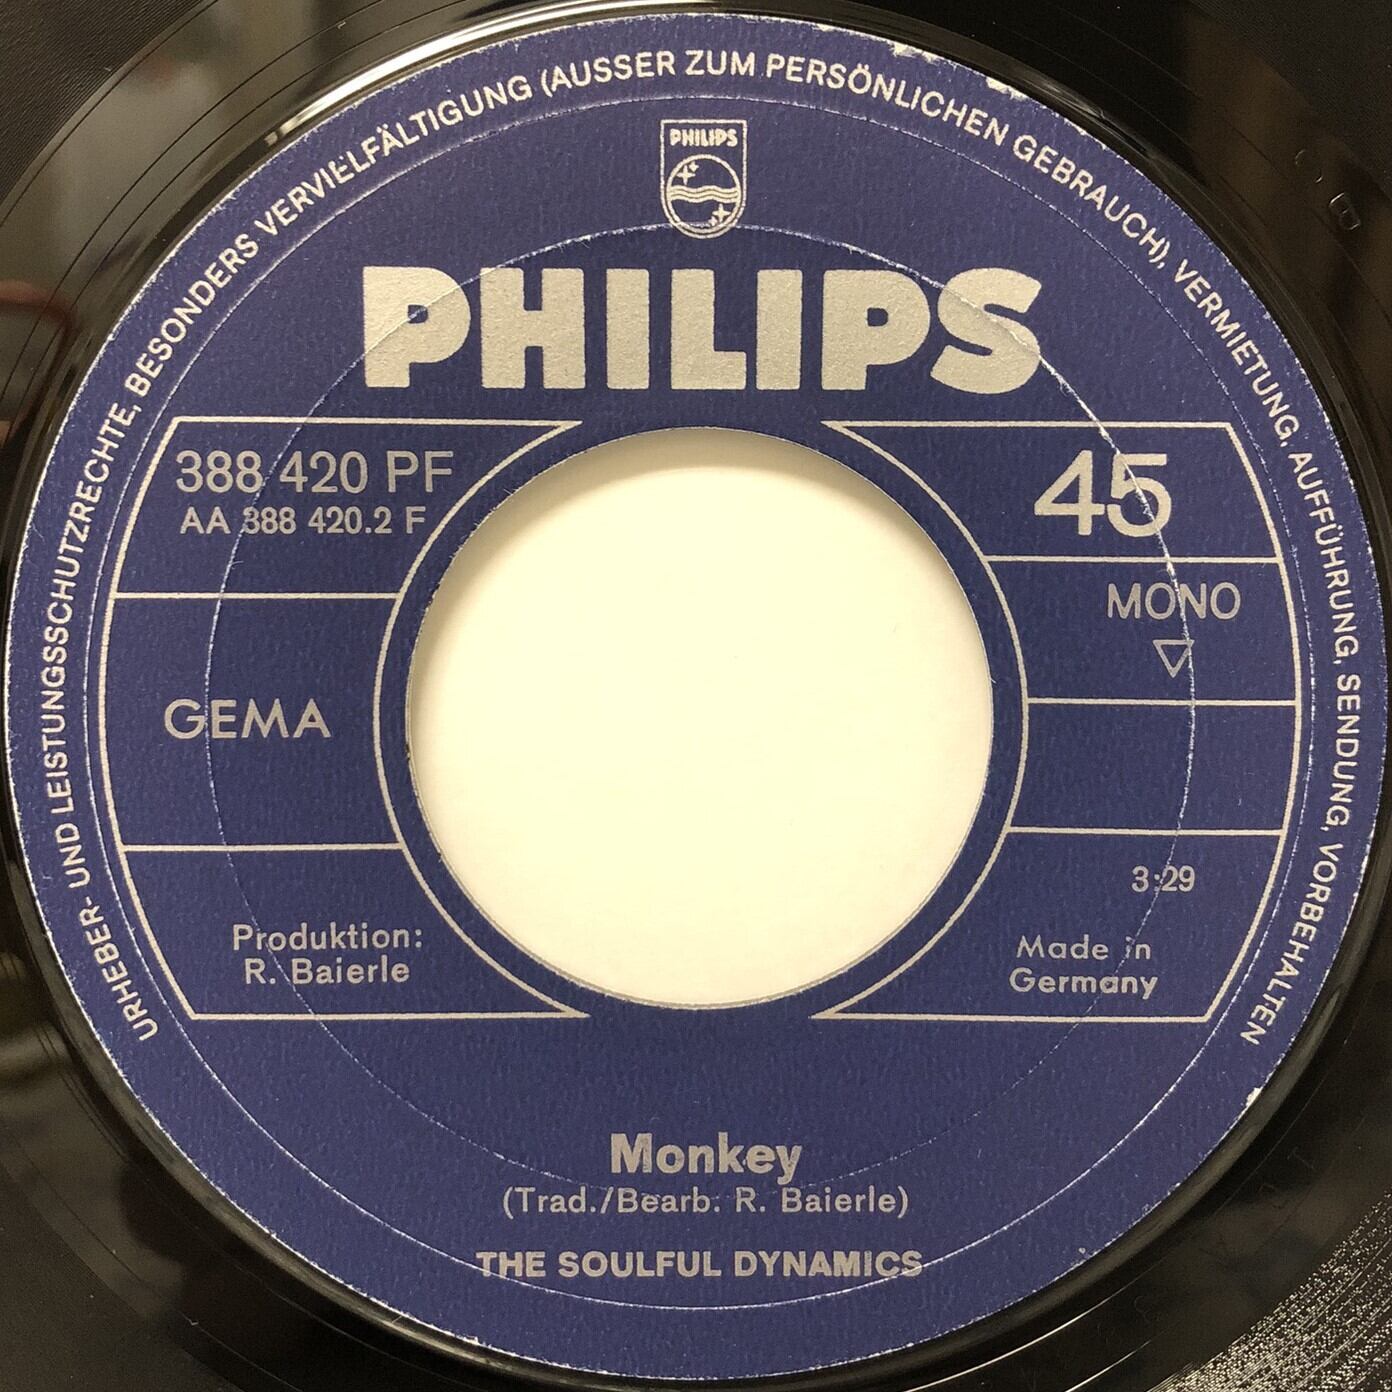 URHEBER- UND LEISTUNGSSCHUTZRECHTE, BESONDERS VERVIELFÄLTIGUNG (AUSSER ZUM PERSÖNLICHEN GEBRAUCH), VERMIETUNG, AUFFÜHRUNG, SENDUNG, VORBEHALTEN
PHILIPS
PHILIPS
388 420 PF
AA 388 420.2 F
45
MONO
GEMA
3:29
Produktion:
R. Baierle
Made in
Germany
Monkey
(Trad./Bearb. R. Baierle)
THE SOULFUL DYNAMICS